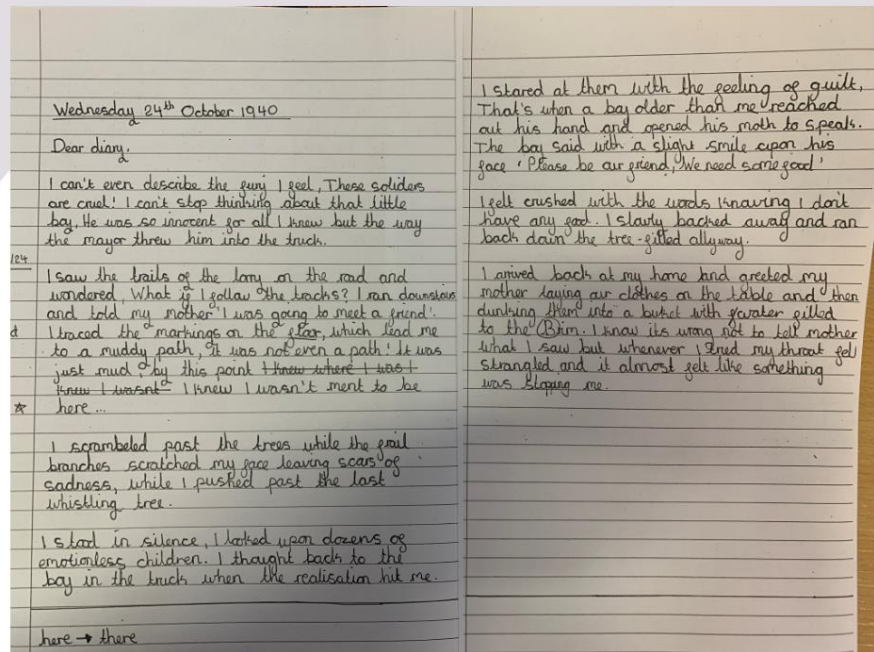 Wednesday 24th October 1940
Dear diary,
I can't even describe the fury I feel, These soliders
are cruel! I can't stop thinking about that little
boy, He was so innocent for all I knew but the way
the mayor threw him into the truck.
124
I saw the trails of the lorry on the road and
wondered, What if I follow the tracks? I ran downstairs
and told my mother 'I was going to meet a friend'.
d
I traced the markings on the floor, which lead me
to a muddy path, it was not even a path! It was
just mud by this point I knew where I was I
knew I wasnt I knew I wasn't ment to be
here ...
I scrambeled past the trees while the frail
branches scratched my face leaving scars of
sadness, while I pushed past the last
whistling tree.
I stood in silence, I looked upon dozens of
emotionless children. I thought back to the
boy in the truck when the realisation hit me.
here → there
I stared at them with the feeling of guilt,
That's when a boy older than me reached
out his hand and opened his moth to speak.
The boy said with a slight smile upon his
face 'Please be our friend, We need some food'
I felt crushed with the words knowing I don't
have any food. I slowly backed away and ran
back down the tree-filled allyway.
I arrived back at my home and greeted my
mother laying our clothes on the table and then
dunking them into a bucket with water filled
to the Brim. I know its wrong not to tell mother
what I saw but whenever I tried my throat fel
strangled and it almost felt like something
was stopping me.